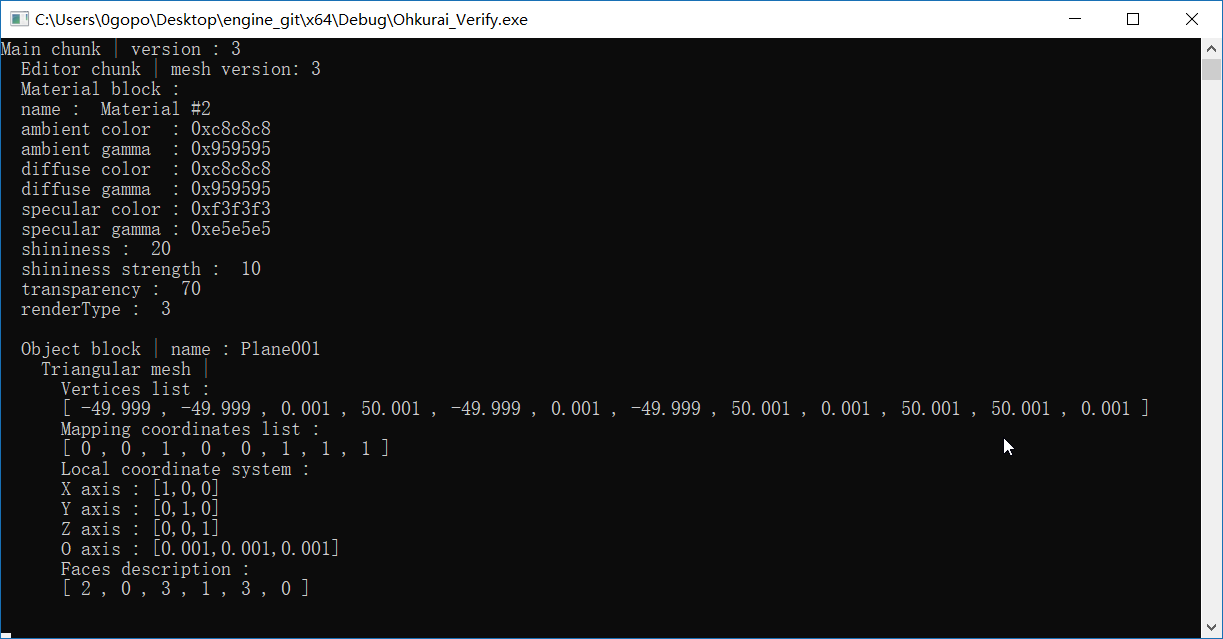 C:\Users\0gopo\Desktop\engine_git\x64\Debug\Ohkurai_Verify.exe
Main chunk | version : 3
Editor chunk | mesh version: 3
Material block :
name :  Material #2
ambient color  : 0xc8c8c8
ambient gamma  : 0x959595
diffuse color  : 0xc8c8c8
diffuse gamma  : 0x959595
specular color : 0xf3f3f3
specular gamma : 0xe5e5e5
shininess :  20
shininess strength :  10
transparency :  70
renderType :  3
Object block | name : Plane001
Triangular mesh |
Vertices list :
[ -49.999 , -49.999 , 0.001 , 50.001 , -49.999 , 0.001 , -49.999 , 50.001 , 0.001 , 50.001 , 50.001 , 0.001 ]
Mapping coordinates list :
[ 0 , 0 , 1 , 0 , 0 , 1 , 1 , 1 ]
Local coordinate system :
X axis : [1,0,0]
Y axis : [0,1,0]
Z axis : [0,0,1]
O axis : [0.001,0.001,0.001]
Faces description :
[ 2 , 0 , 3 , 1 , 3 , 0 ]